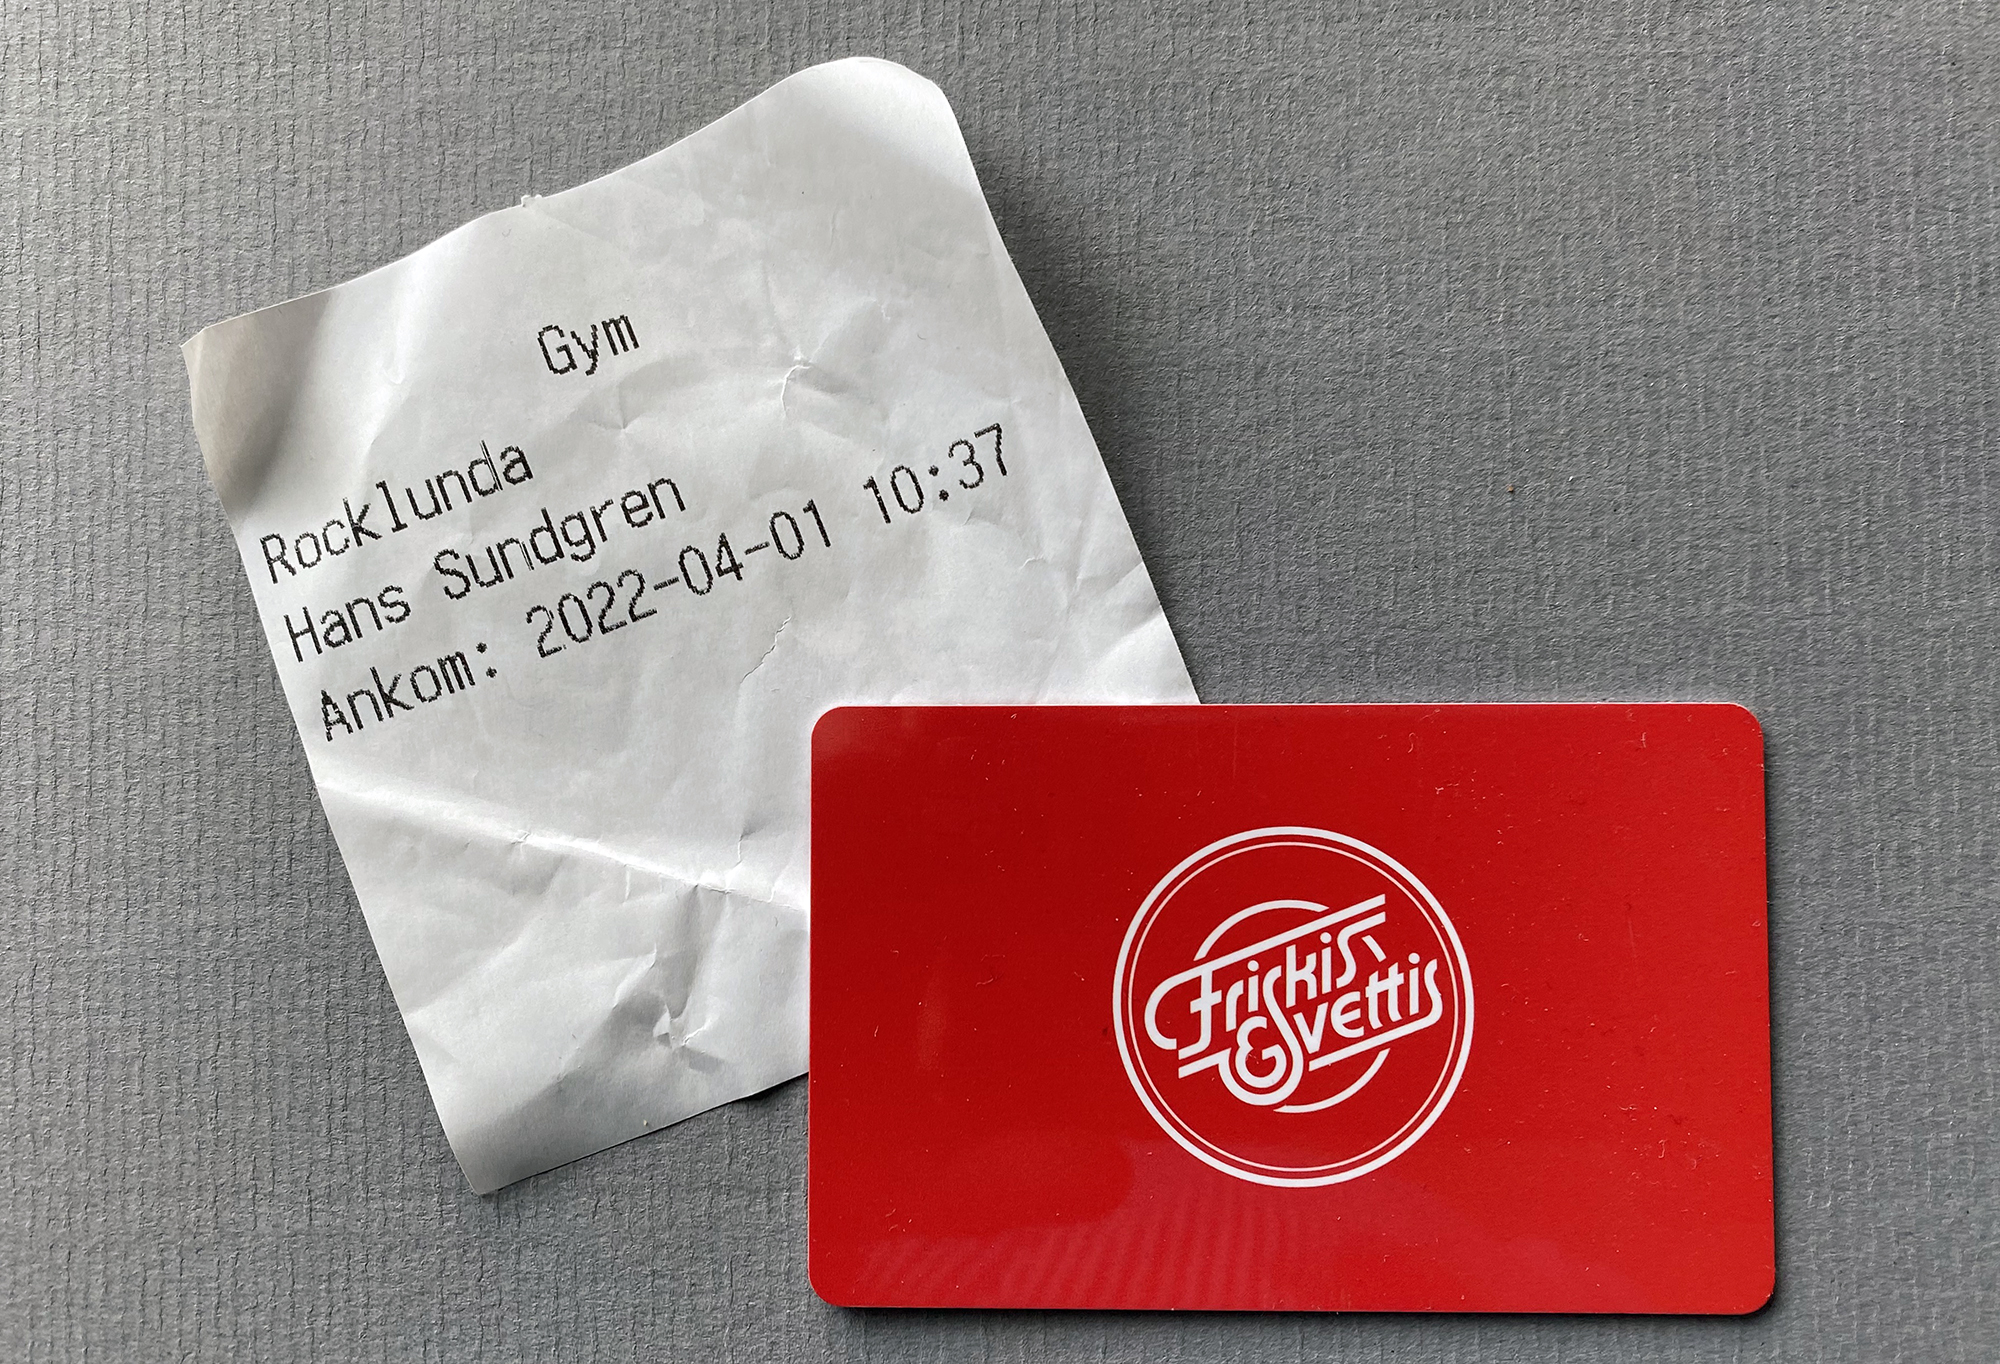 Gym
Rocklunda
Hans Sundgren
Ankom: 2022-04-01 10:37
Friskis
&Svettis